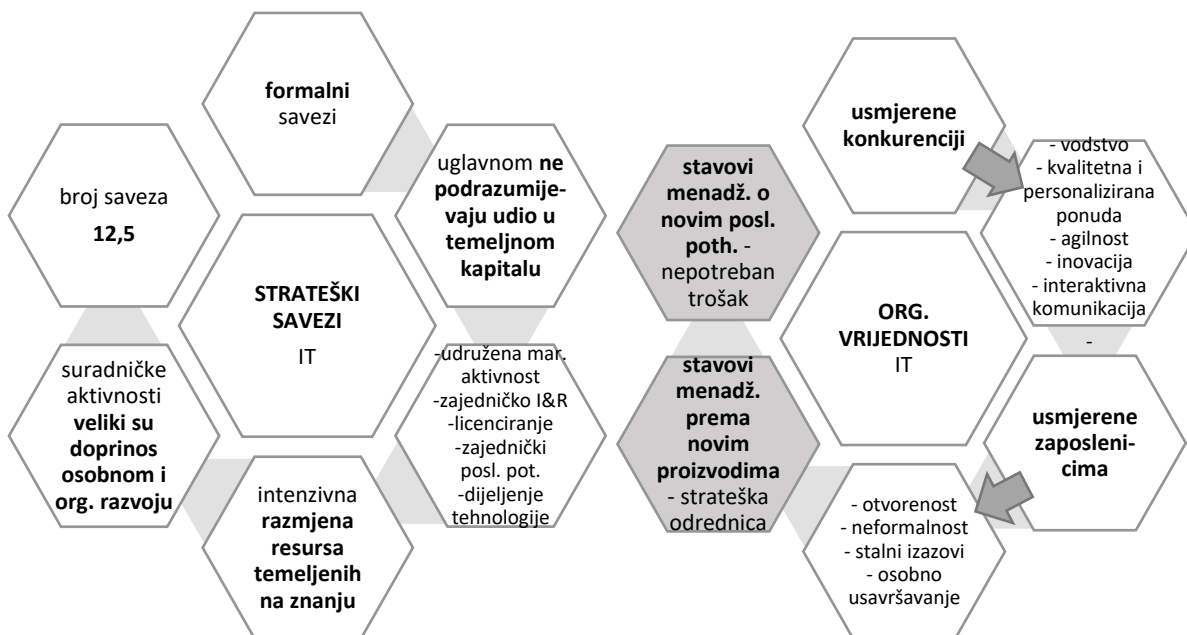 formalni
savezi
uglavnom ne
podrazumije-
vaju udio u
temeljnom
kapitalu
-udružena mar.
aktivnost
-zajedničko I&R
-licenciranje
-zajednički
posl. pot.
-dijeljenje
tehnologije
intenzivna
razmjena
resursa
temeljenih
na znanju
suradničke
aktivnosti
veliki su
doprinos
osobnom i
org. razvoju
broj saveza
12,5
STRATEŠKI
SAVEZI
IT
usmjerene
konkurenciji
- vodstvo
- kvalitetna i
personalizirana
ponuda
- agilnost
- inovacija
- interaktivna
komunikacija
-
usmjerene
zaposleni-
cima
- otvorenost
- neformalnost
- stalni izazovi
- osobno
usavršavanje
stavovi
menadž.
prema
novim
proizvodima
- strateška
odrednica
stavovi
menadž. o
novim posl.
poth. -
nepotreban
trošak
ORG.
VRIJEDNOSTI
IT